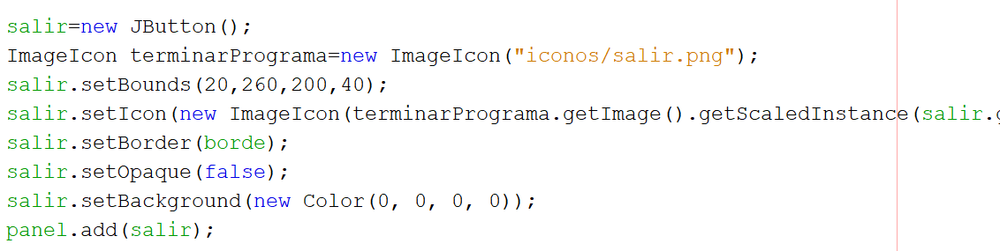 salir=new JButton();
ImageIcon terminarPrograma=new ImageIcon("iconos/salir.png");
salir.setBounds(20,260,200,40);
salir.setIcon(new ImageIcon(terminarPrograma.getImage().getScaledInstance(salir.
salir.setBorder(borde);
salir.setOpaque(false);
salir.setBackground(new Color(0, 0, 0, 0));
panel.add(salir);